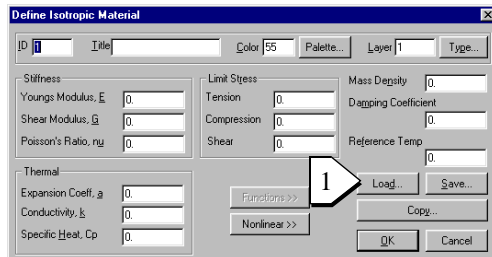 Define Isotropic Material
ID 1 Title Color 55 Palette... Layer 1 Type...
Stiffness
Youngs Modulus, E 0.
Shear Modulus, G 0.
Poisson's Ratio, nu 0.
Limit Stress
Tension 0.
Compression 0.
Shear 0.
Mass Density 0.
Damping Coefficient
0.
Reference Temp
0.
Thermal
Expansion Coeff, a 0.
Conductivity, k 0.
Specific Heat, Cp 0.
Functions >>
Nonlinear >>
1
Load... Save...
Copy...
OK Cancel